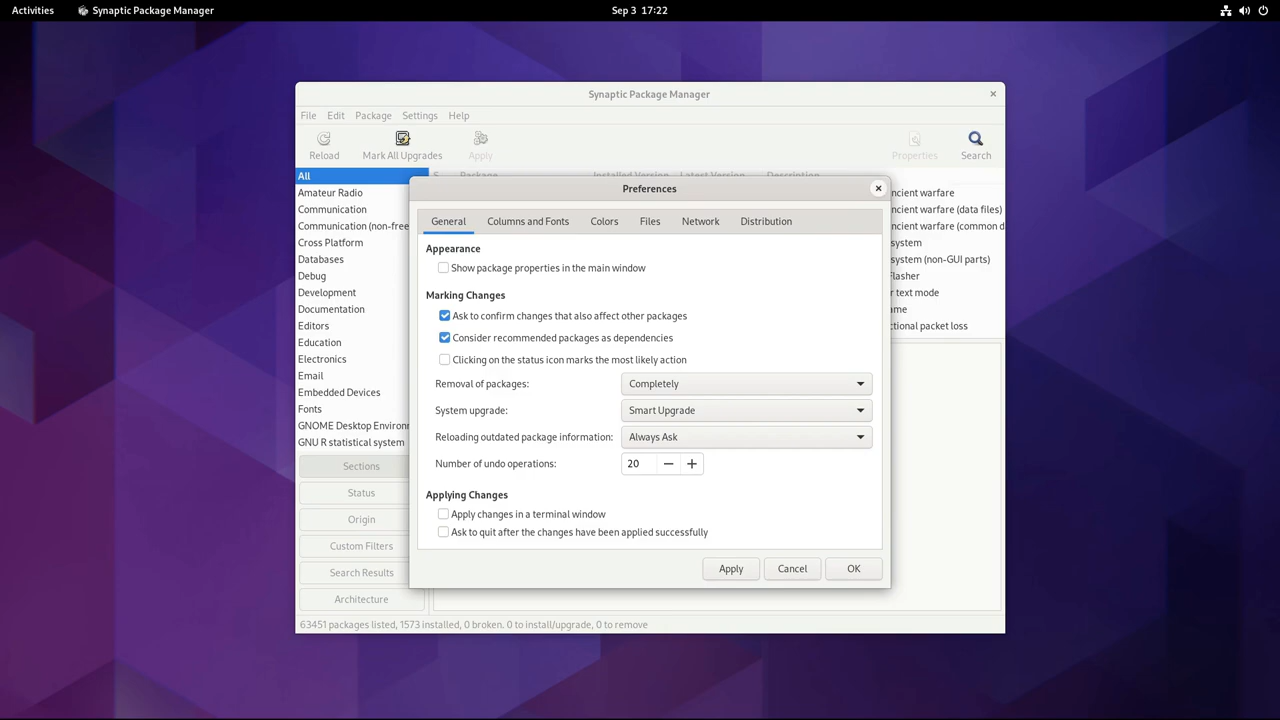 Activities
Synaptic Package Manager
Sep 3 17:22
Synaptic Package Manager
File Edit Package Settings Help
Reload Mark All Upgrades Apply Properties Search
All
S Package Installed Version Latest Version Description
Amateur Radio
Communication
Communication (non-free
Cross Platform
Databases
Debug
Development
Documentation
Editors
Education
Electronics
Email
Embedded Devices
Fonts
GNOME Desktop Environ
GNU R statistical system
Sections
Status
Origin
Custom Filters
Search Results
Architecture
ncient warfare
ncient warfare (data files)
ncient warfare (common d
system
system (non-GUI parts)
Flasher
r text mode
ame
ctional packet loss
Preferences
General Columns and Fonts Colors Files Network Distribution
Appearance
Show package properties in the main window
Marking Changes
Ask to confirm changes that also affect other packages
Consider recommended packages as dependencies
Clicking on the status icon marks the most likely action
Removal of packages: Completely
System upgrade: Smart Upgrade
Reloading outdated package information: Always Ask
Number of undo operations: 20
Applying Changes
Apply changes in a terminal window
Ask to quit after the changes have been applied successfully
Apply Cancel OK
63451 packages listed, 1573 installed, 0 broken. 0 to install/upgrade, 0 to remove